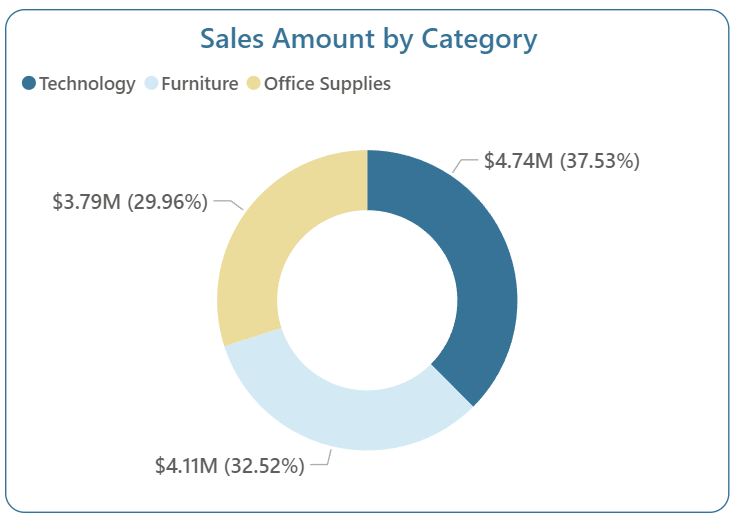 Sales Amount by Category
Technology Furniture Office Supplies
$4.74M (37.53%)
$3.79M (29.96%)
$4.11M (32.52%)